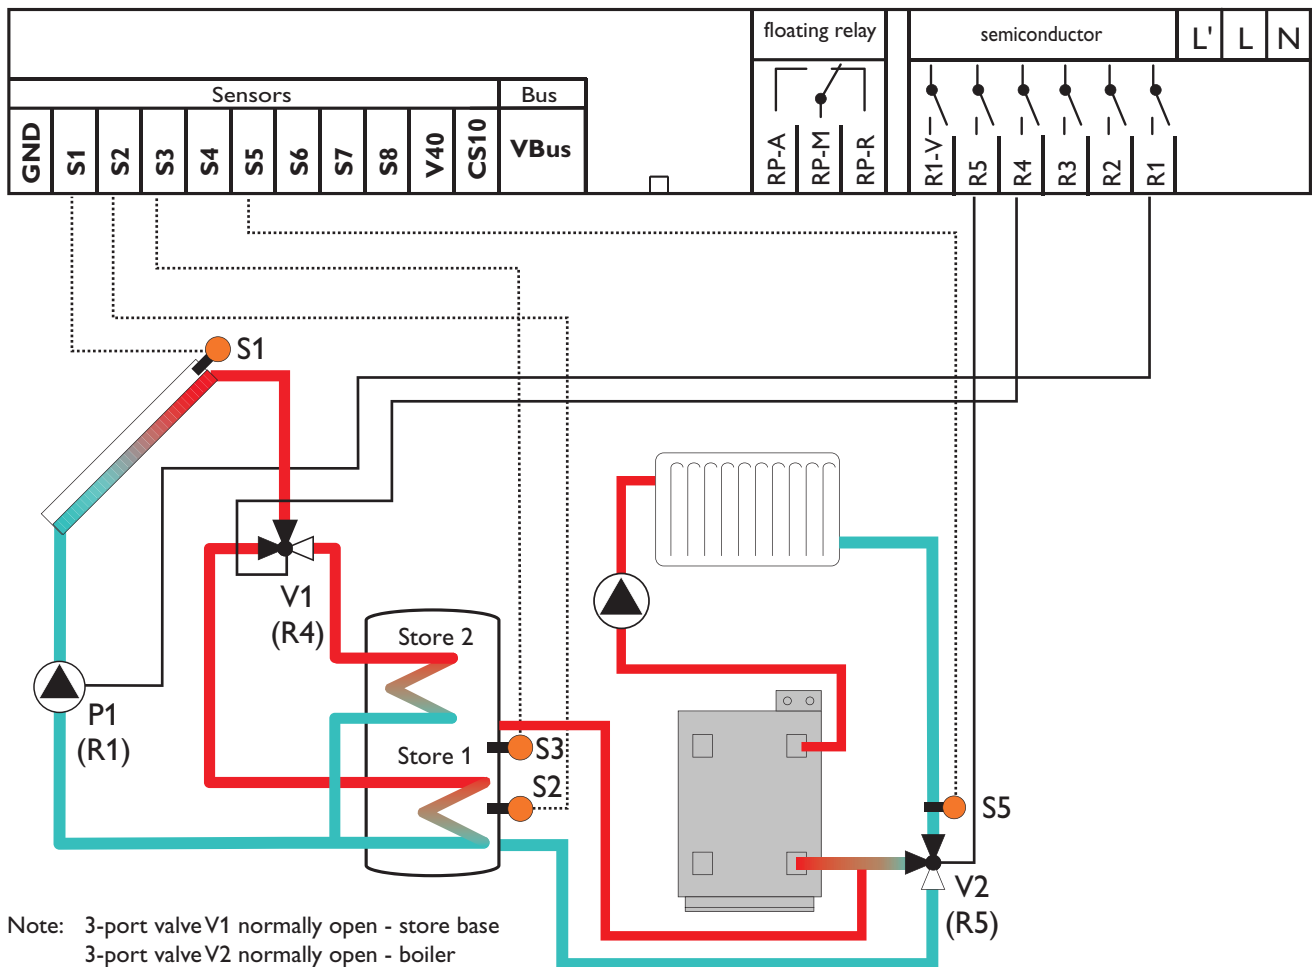 floating relay
semiconductor
L' L N
Sensors
Bus
GND S1 S2 S3 S4 S5 S6 S7 S8 V40 CS10
VBus
RP-A RP-M RP-R
R1-V R5 R4 R3 R2 R1
S1
V1
(R4)
Store 2
P1
(R1)
Store 1
S3
S2
S5
V2
(R5)
Note: 3-port valve V1 normally open - store base
3-port valve V2 normally open - boiler